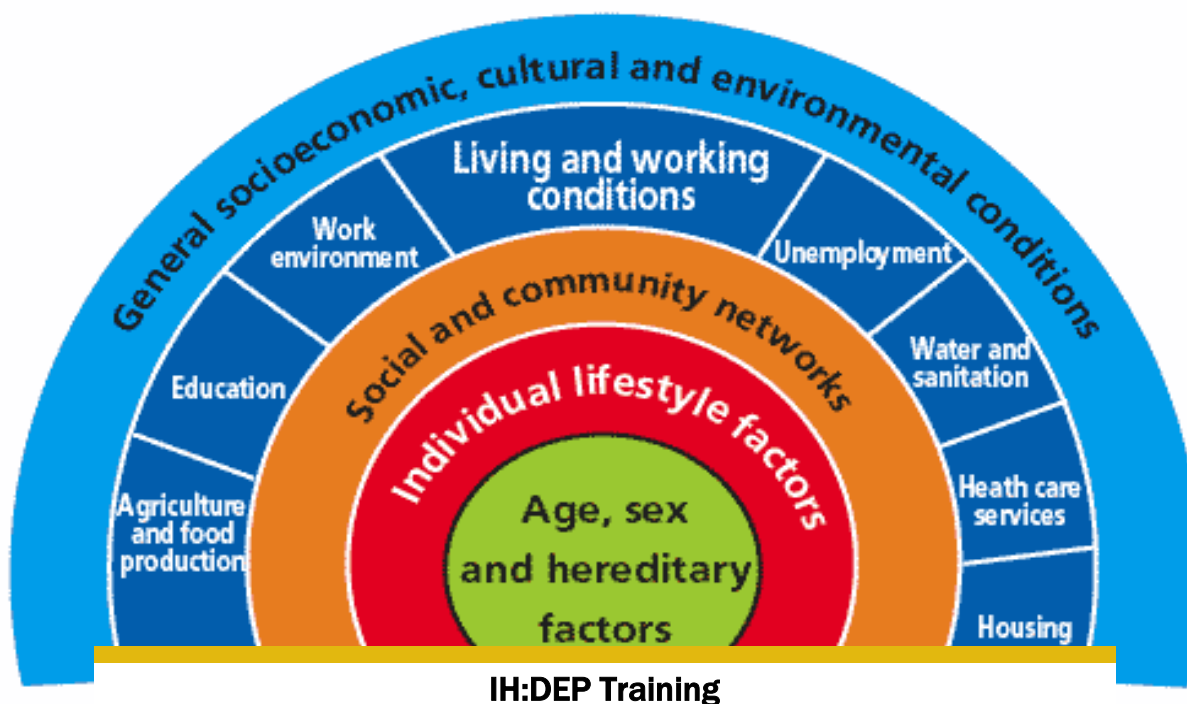 General socioeconomic, cultural and environmental conditions
Living and working
conditions
Work
environment
Unemployment
Education
Water and
sanitation
Agriculture
and food
production
Heath care
services
Housing
Social and community networks
Individual lifestyle factors
Age, sex
and hereditary
factors
IH:DEP Training